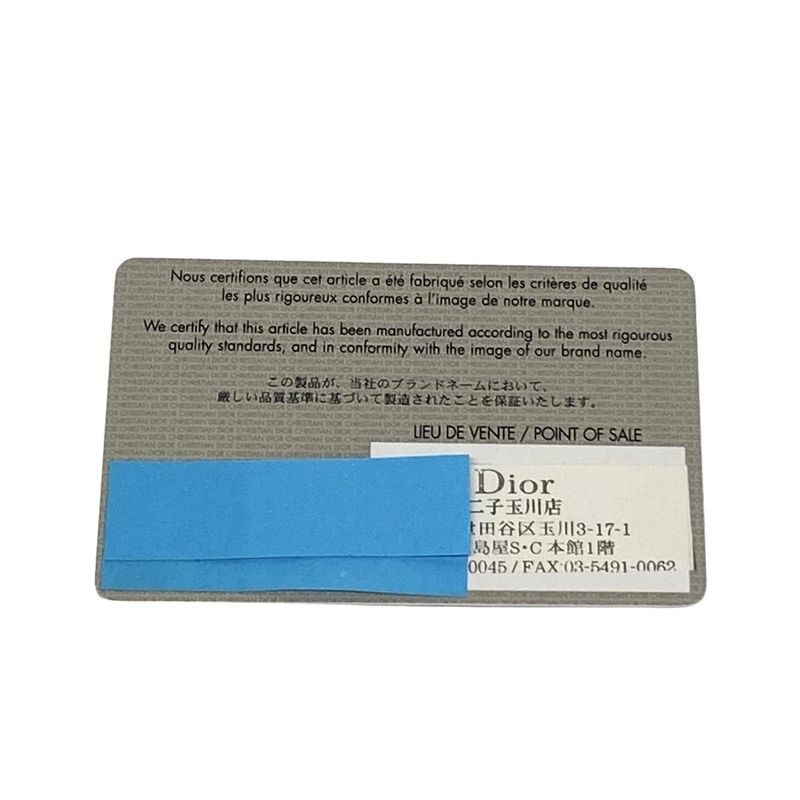 Nous certifions que cet article a été fabriqué selon les critères de qualité
les plus rigoureux conformes à l'image de notre marque.
We certify that this article has been manufactured according to the most rigourous
quality standards, and in conformity with the image of our brand name.
この製品が、当社のブランドネームにおいて、
厳しい品質基準に基づいて製造されたことを保証いたします。
LIEU DE VENTE / POINT OF SALE
Dior
二子玉川店
田谷区玉川3-17-1
島屋S・C 本館1階
0045 / FAX 03-5491-0062